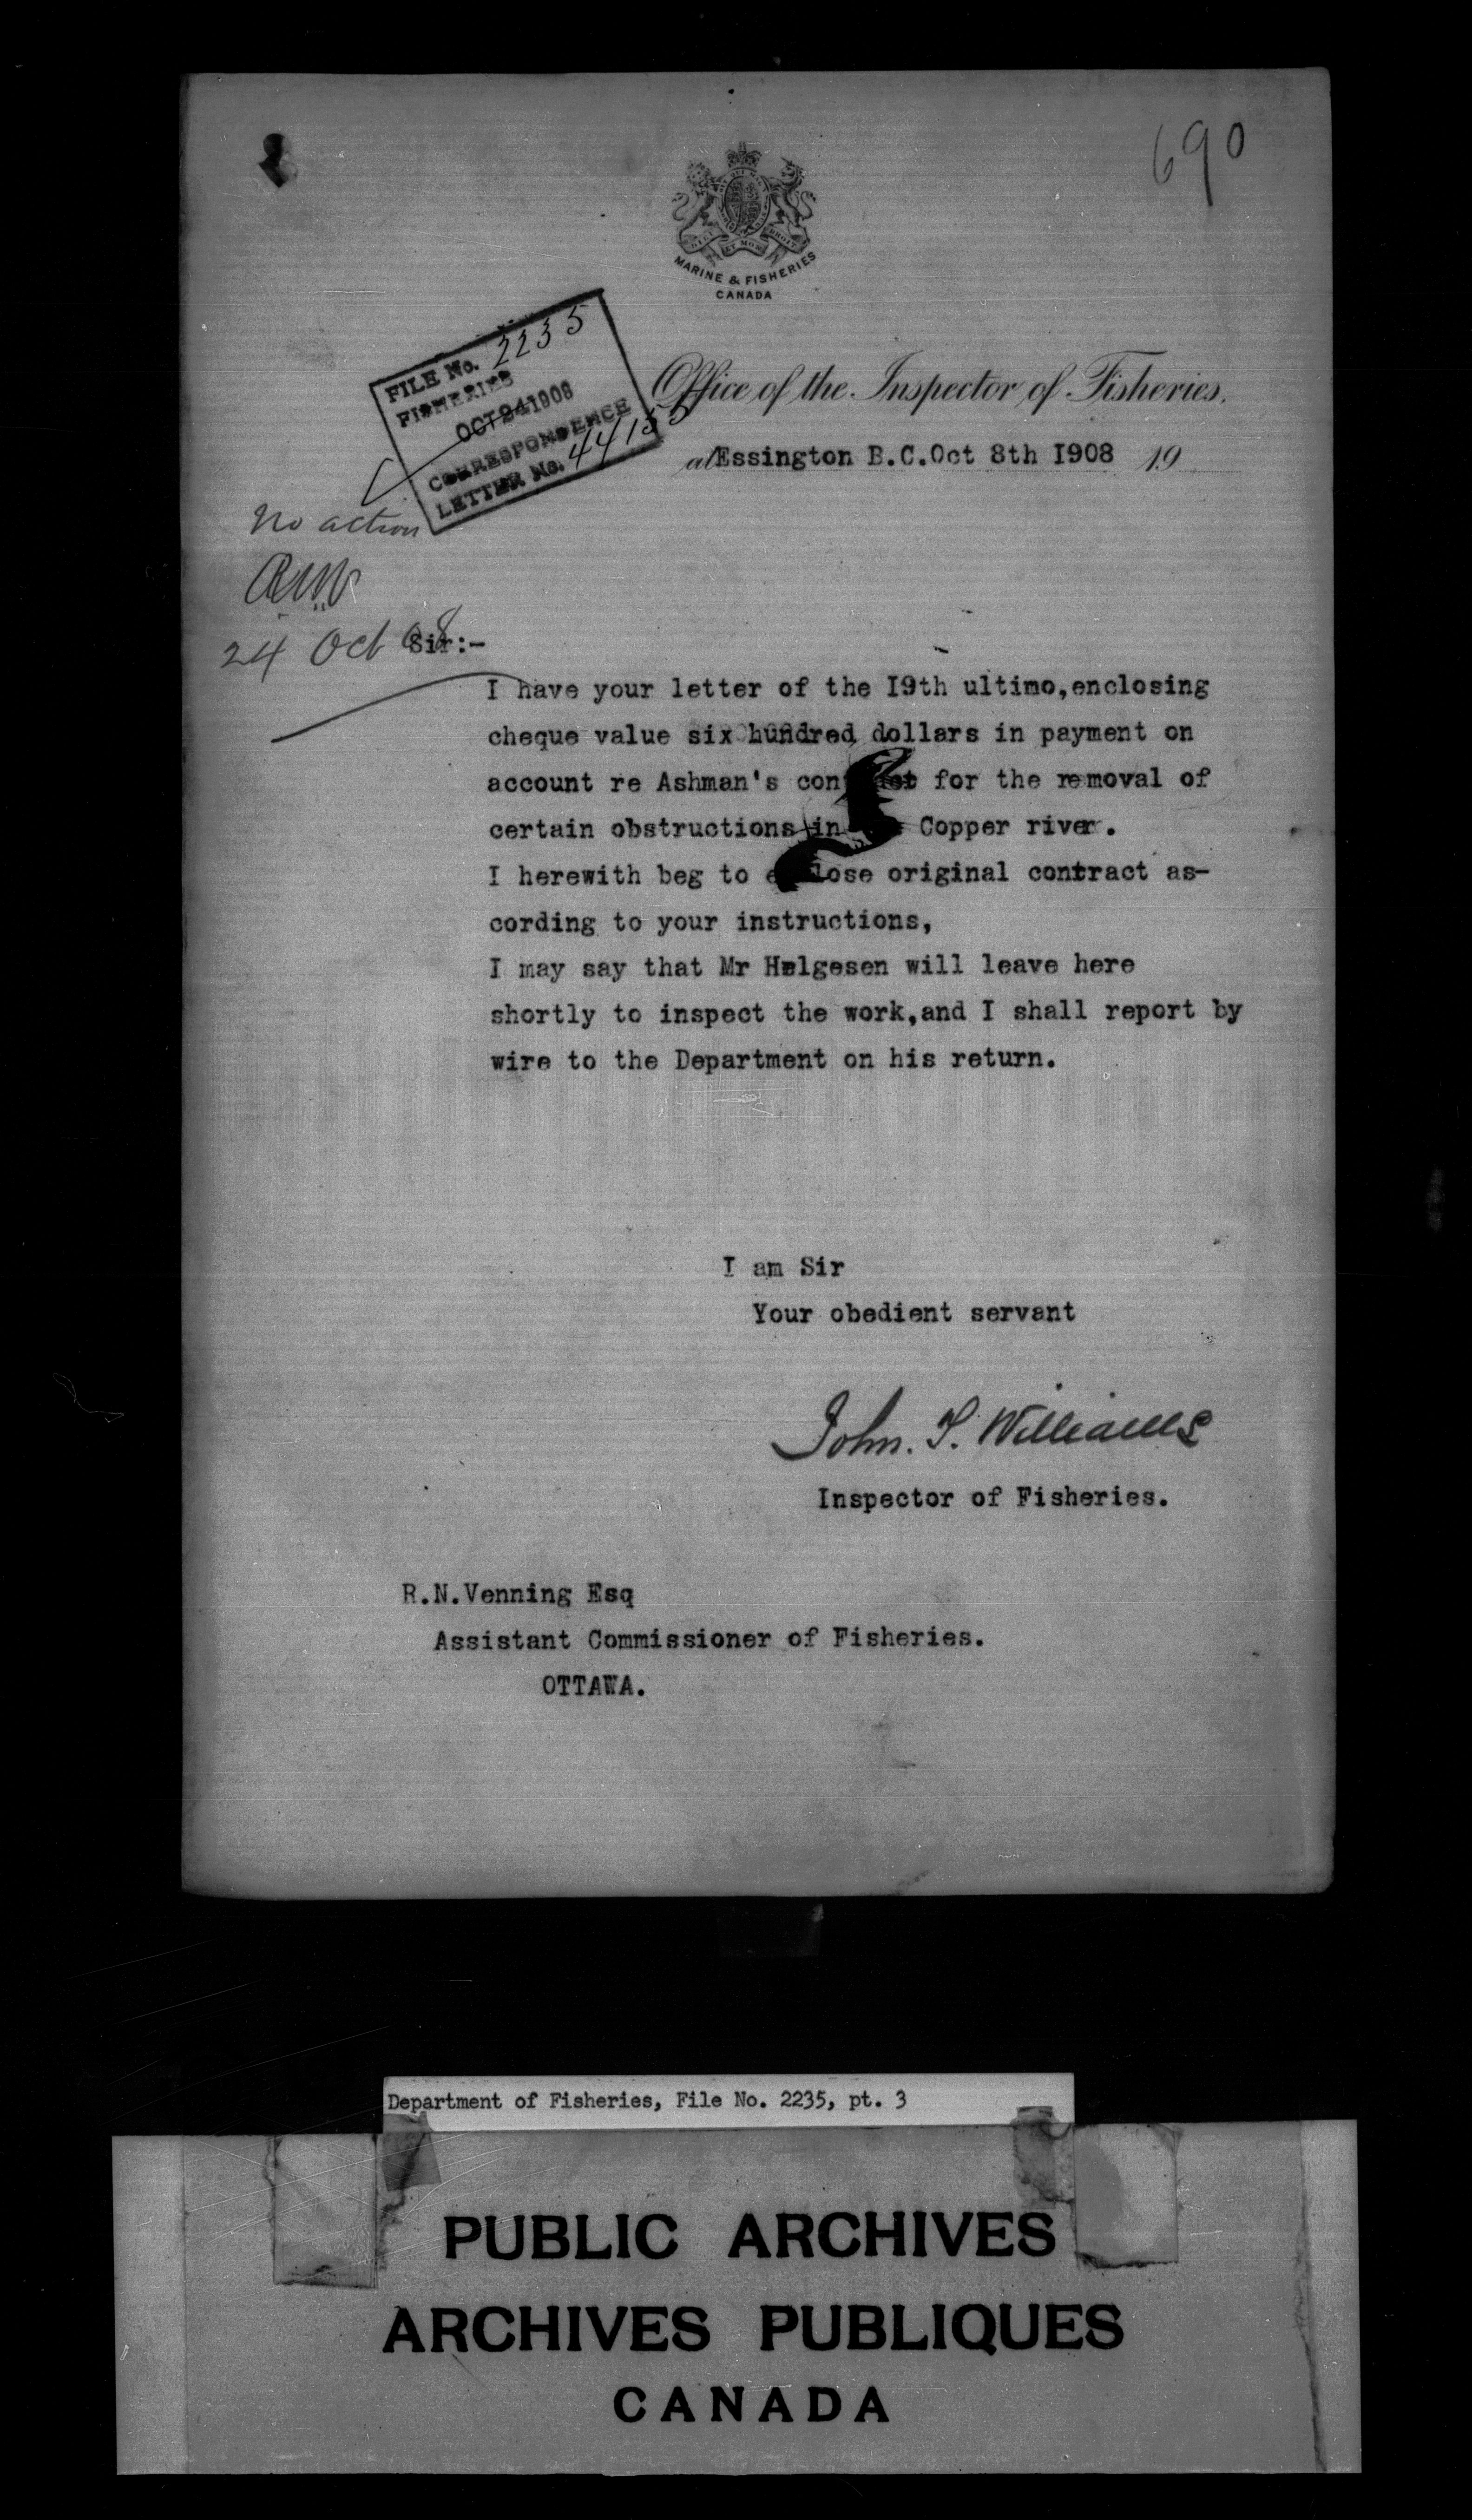 690
DIEU ET MON DROIT
MARINE & FISHERIES
CANADA
FILE No. 2235
FISHERIES
OCT 24 1908
CORRESPONDENCE
LETTER No. 44155
Office of the Inspector of Fisheries.
at Essington B.C.Oct 8th I908 19
No action
24 Oct 08
Sir:-
I have your letter of the I9th ultimo,enclosing
cheque value six hundred dollars in payment on
account re Ashman's contract for the removal of
certain obstructions in Copper river.
I herewith beg to enclose original contract as-
cording to your instructions,
I may say that Mr Helgesen will leave here
shortly to inspect the work,and I shall report by
wire to the Department on his return.
I am Sir
Your obedient servant
John. T. Williams
Inspector of Fisheries.
R.N.Venning Esq
Assistant Commissioner of Fisheries.
OTTAWA.
Department of Fisheries, File No. 2235, pt. 3
PUBLIC ARCHIVES
ARCHIVES PUBLIQUES
CANADA